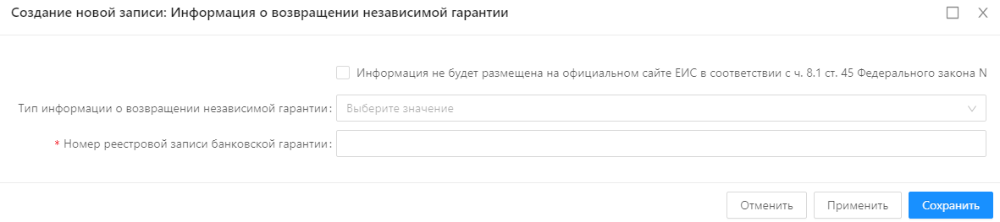 Создание новой записи: Информация о возвращении независимой гарантии
Информация не будет размещена на официальном сайте ЕИС в соответствии с ч. 8.1 ст. 45 Федерального закона N
Тип информации о возвращении независимой гарантии: Выберите значение
* Номер реестровой записи банковской гарантии:
Отменить Применить Сохранить